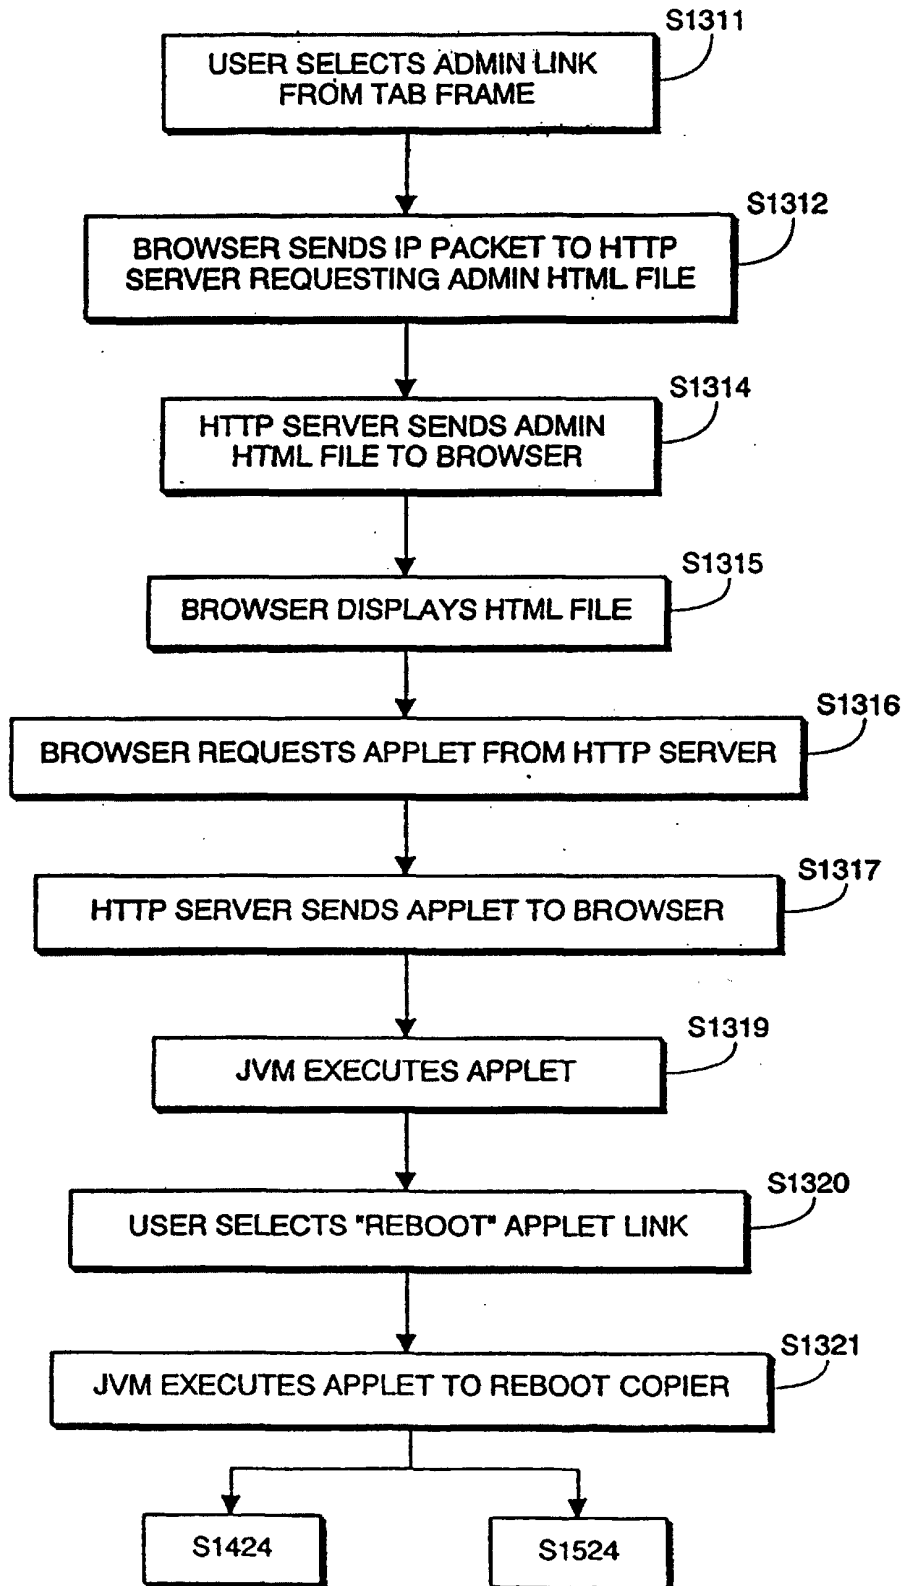 S1311
USER SELECTS ADMIN LINK
FROM TAB FRAME
S1312
BROWSER SENDS IP PACKET TO HTTP
SERVER REQUESTING ADMIN HTML FILE
S1314
HTTP SERVER SENDS ADMIN
HTML FILE TO BROWSER
S1315
BROWSER DISPLAYS HTML FILE
S1316
BROWSER REQUESTS APPLET FROM HTTP SERVER
S1317
HTTP SERVER SENDS APPLET TO BROWSER
S1319
JVM EXECUTES APPLET
S1320
USER SELECTS "REBOOT" APPLET LINK
S1321
JVM EXECUTES APPLET TO REBOOT COPIER
S1424
S1524